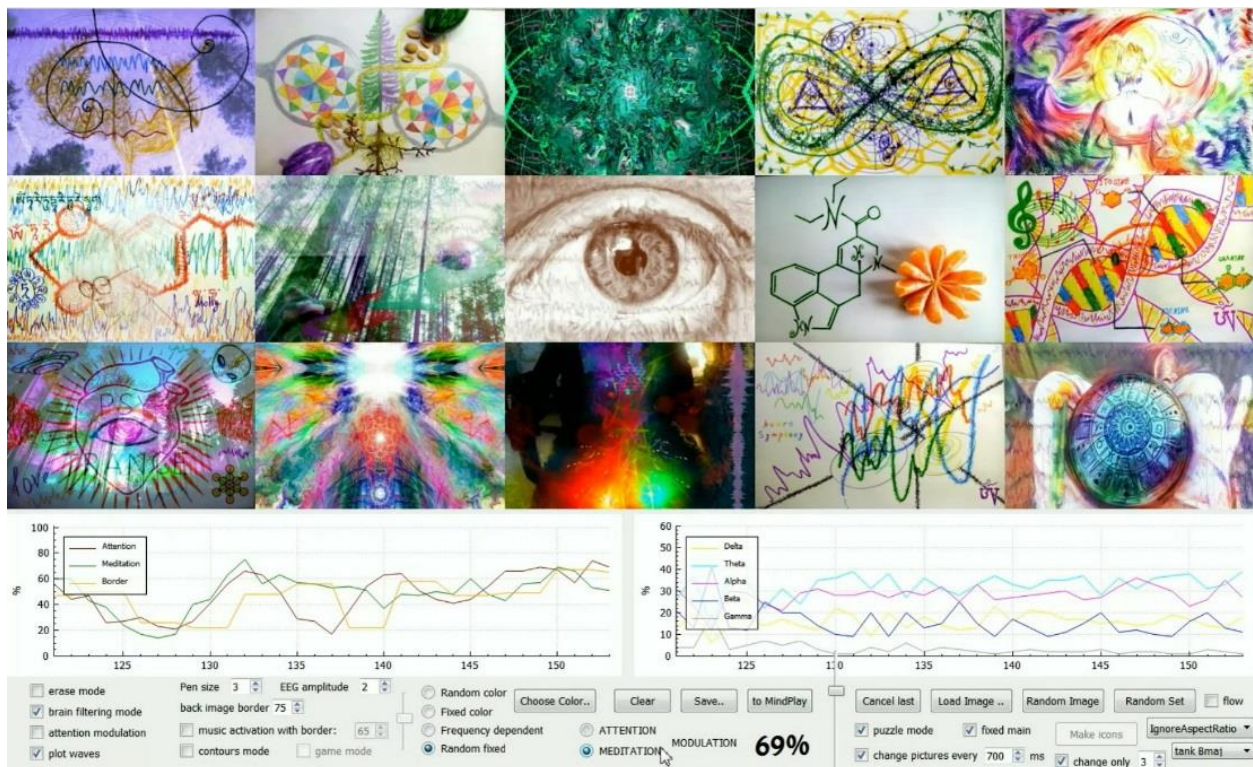 Molly
PSY
TRANCE
100
80
60
40
20
0
%
Attention
Meditation
Border
125
130
135
140
145
150
60
50
40
30
20
10
0
%
Delta
Theta
Alpha
Beta
Gamma
125
130
135
140
145
150
erase mode
brain filtering mode
attention modulation
plot waves
Pen size 3 EEG amplitude 2
back image border 75
music activation with border: 65
contours mode game mode
Random color
Fixed color
Frequency dependent
Random fixed
Choose Color.. Clear Save.. to MindPlay
ATTENTION
MEDITATION
MODULATION 69%
Cancel last Load Image .. Random Image Random Set flow
puzzle mode fixed main Make icons IgnoreAspectRatio
change pictures every 700 ms change only 3 tank Bmaj